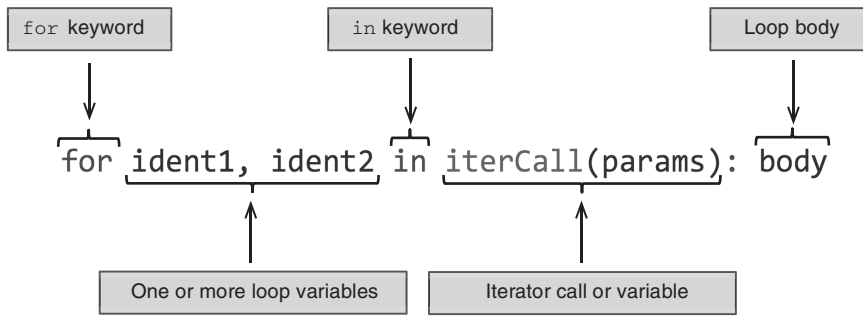 for keyword
in keyword
Loop body
for ident1, ident2 in iterCall(params): body
One or more loop variables
Iterator call or variable